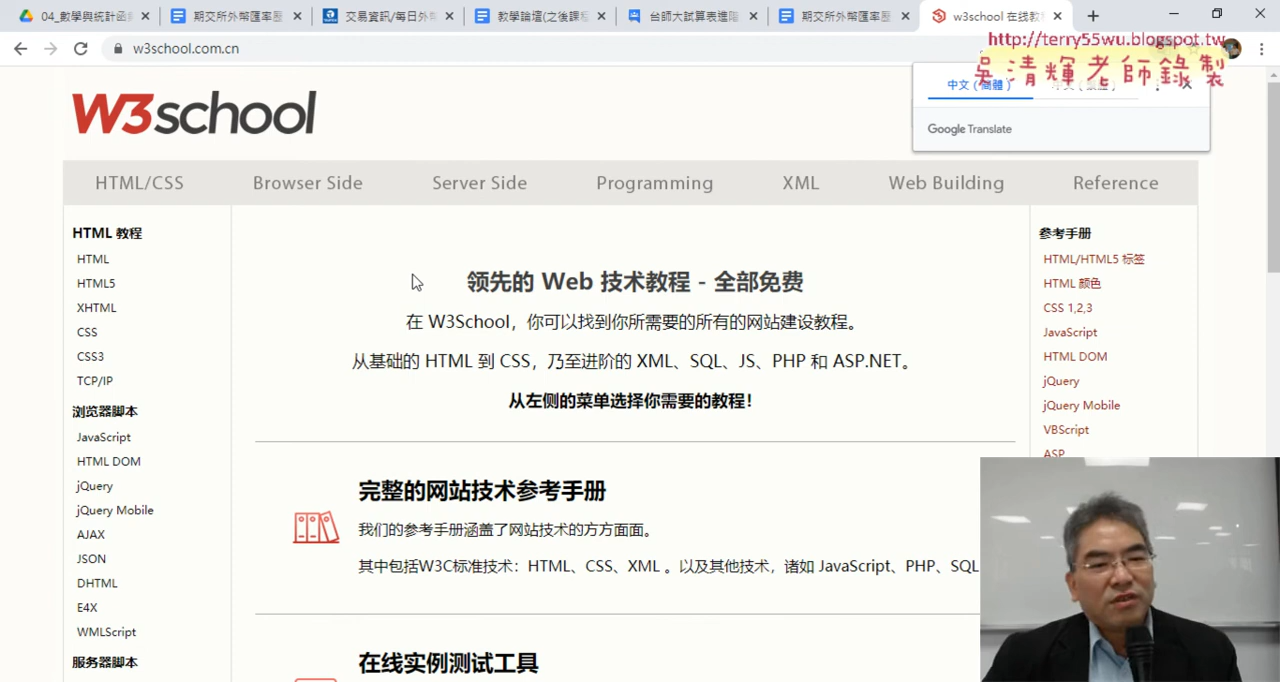 04_數學與統計函
期交所外幣匯率歷
交易資訊/每日外
教學論壇(之後課程
台師大試算表進階
期交所外幣匯率歷
w3school 在线教
w3school.com.cn
http://terry55wu.blogspot.tw
吳清輝老師錄製
中文（簡體）
Google Translate
W3school
HTML/CSS
Browser Side
Server Side
Programming
XML
Web Building
Reference
HTML 教程
HTML
HTML5
XHTML
CSS
CSS3
TCP/IP
浏览器脚本
JavaScript
HTML DOM
jQuery
jQuery Mobile
AJAX
JSON
DHTML
E4X
WMLScript
服务器脚本
领先的 Web 技术教程 - 全部免费
在 W3School，你可以找到你所需要的所有的网站建设教程。
从基础的 HTML 到 CSS，乃至进阶的 XML、SQL、JS、PHP 和 ASP.NET。
从左侧的菜单选择你需要的教程！
完整的网站技术参考手册
我们的参考手册涵盖了网站技术的方方面面。
其中包括W3C标准技术：HTML、CSS、XML 。以及其他技术，诸如 JavaScript、PHP、SQL
在线实例测试工具
参考手册
HTML/HTML5 标签
HTML 颜色
CSS 1,2,3
JavaScript
HTML DOM
jQuery
jQuery Mobile
VBScript
ASP